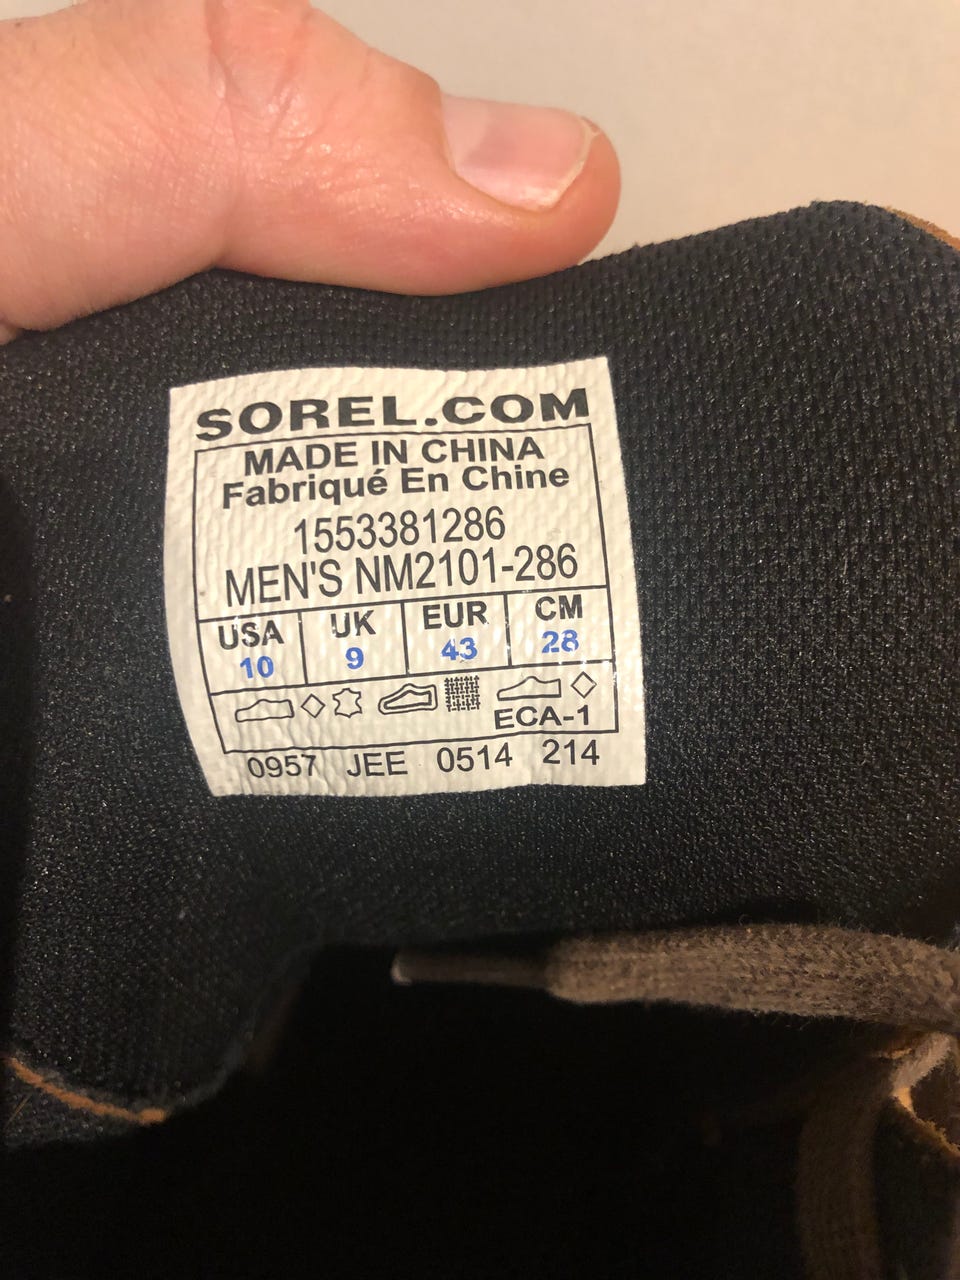 SOREL.COM
MADE IN CHINA
Fabriqué En Chine
1553381286
MEN'S NM2101-286
USA UK EUR CM
10 9 43 28
ECA-1
0957 JEE 0514 214